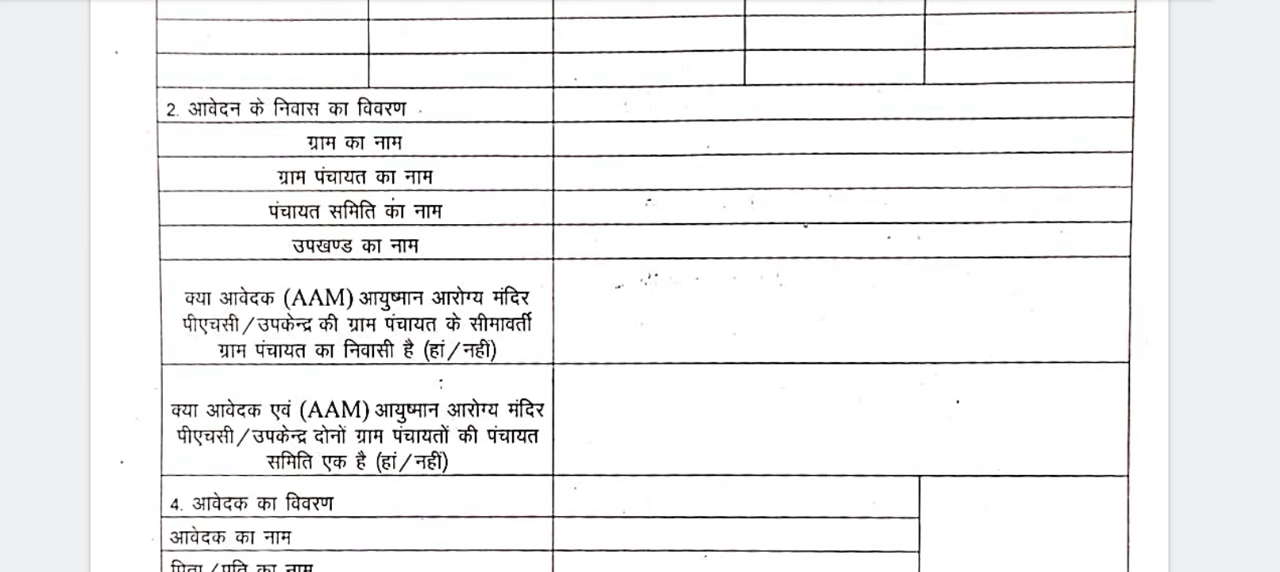 2. आवेदन के निवास का विवरण
ग्राम का नाम
ग्राम पंचायत का नाम
पंचायत समिति का नाम
उपखण्ड का नाम
क्या आवेदक (AAM) आयुष्मान आरोग्य मंदिर
पीएचसी/उपकेन्द्र की ग्राम पंचायत के सीमावर्ती
ग्राम पंचायत का निवासी है (हां/नहीं)
क्या आवेदक एवं (AAM) आयुष्मान आरोग्य मंदिर
पीएचसी/उपकेन्द्र दोनों ग्राम पंचायतों की पंचायत
समिति एक है (हां/नहीं)
4. आवेदक का विवरण
आवेदक का नाम
पिता/पति का नाम